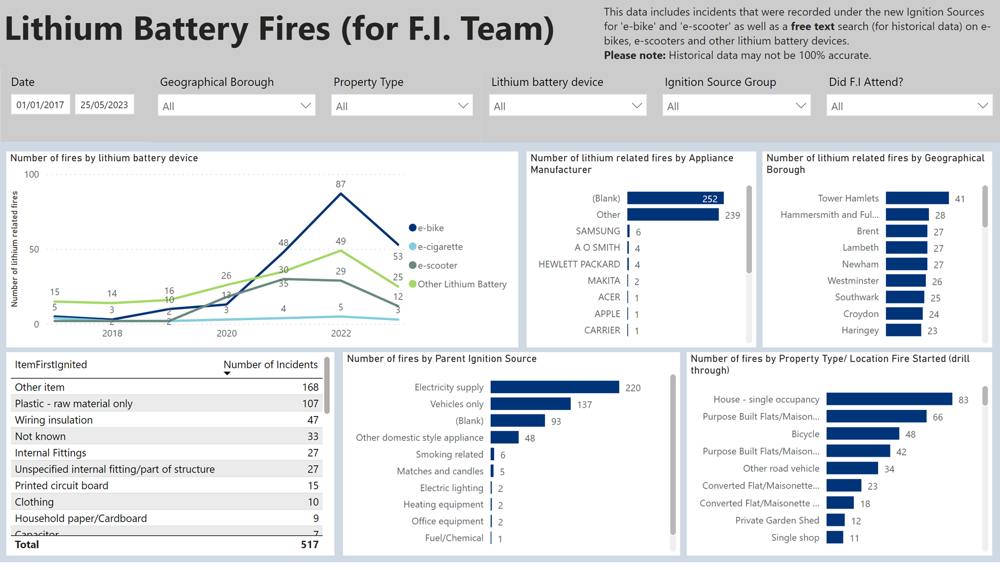 Lithium Battery Fires (for F.I. Team)
This data includes incidents that were recorded under the new Ignition Sources
for 'e-bike' and 'e-scooter' as well as a free text search (for historical data) on e-
bikes, e-scooters and other lithium battery devices.
Please note: Historical data may not be 100% accurate.
Date
Geographical Borough
Property Type
Lithium battery device
Ignition Source Group
Did F.I Attend?
01/01/2017
25/05/2023
All
All
All
All
All
Number of fires by lithium battery device
Number of lithium related fires
100
50
0
87
48
49
53
30
35
29
25
26
15
14
16
10
13
12
5
3
2
2
2
3
4
5
3
2018
2020
2022
e-bike
e-cigarette
e-scooter
Other Lithium Battery
Number of lithium related fires by Appliance
Manufacturer
(Blank) 252
Other 239
SAMSUNG 6
A O SMITH 4
HEWLETT PACKARD 4
MAKITA 2
ACER 1
APPLE 1
CARRIER 1
Number of lithium related fires by Geographical
Borough
Tower Hamlets 41
Hammersmith and Ful... 28
Brent 27
Lambeth 27
Newham 27
Westminster 26
Southwark 25
Croydon 24
Haringey 23
ItemFirstIgnited Number of Incidents
Other item 168
Plastic - raw material only 107
Wiring insulation 47
Not known 33
Internal Fittings 27
Unspecified internal fitting/part of structure 27
Printed circuit board 15
Clothing 10
Household paper/Cardboard 9
Capacitor 7
Total 517
Number of fires by Parent Ignition Source
Electricity supply 220
Vehicles only 137
(Blank) 93
Other domestic style appliance 48
Smoking related 6
Matches and candles 5
Electric lighting 2
Heating equipment 2
Office equipment 2
Fuel/Chemical 1
Number of fires by Property Type/ Location Fire Started (drill
through)
House - single occupancy 83
Purpose Built Flats/Maison... 66
Bicycle 48
Purpose Built Flats/Maison... 42
Other road vehicle 34
Converted Flat/Maisonette... 23
Converted Flat/Maisonette ... 18
Private Garden Shed 12
Single shop 11